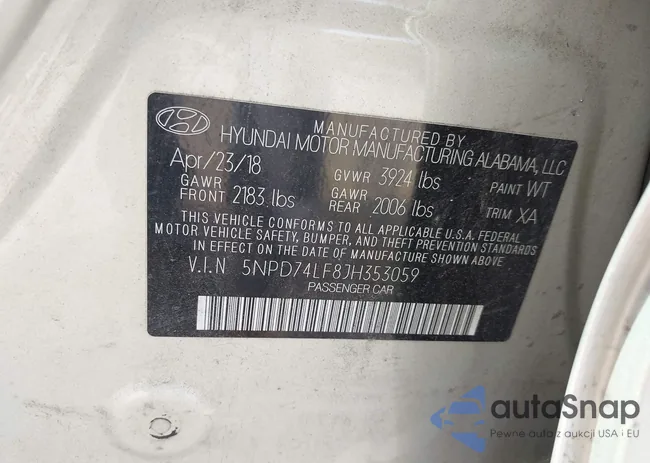 MANUFACTURED BY
HYUNDAI MOTOR MANUFACTURING ALABAMA, LLC
Apr/23/18
GVWR 3924 lbs
PAINT WT
GAWR FRONT 2183 lbs
GAWR REAR 2006 lbs
TRIM XA
THIS VEHICLE CONFORMS TO ALL APPLICABLE U.S.A. FEDERAL
MOTOR VEHICLE SAFETY, BUMPER, AND THEFT PREVENTION STANDARDS
IN EFFECT ON THE DATE OF MANUFACTURE SHOWN ABOVE.
V.I.N 5NPD74LF8JH353059
PASSENGER CAR
autaSnap
Pewne auta z aukcji USA i EU